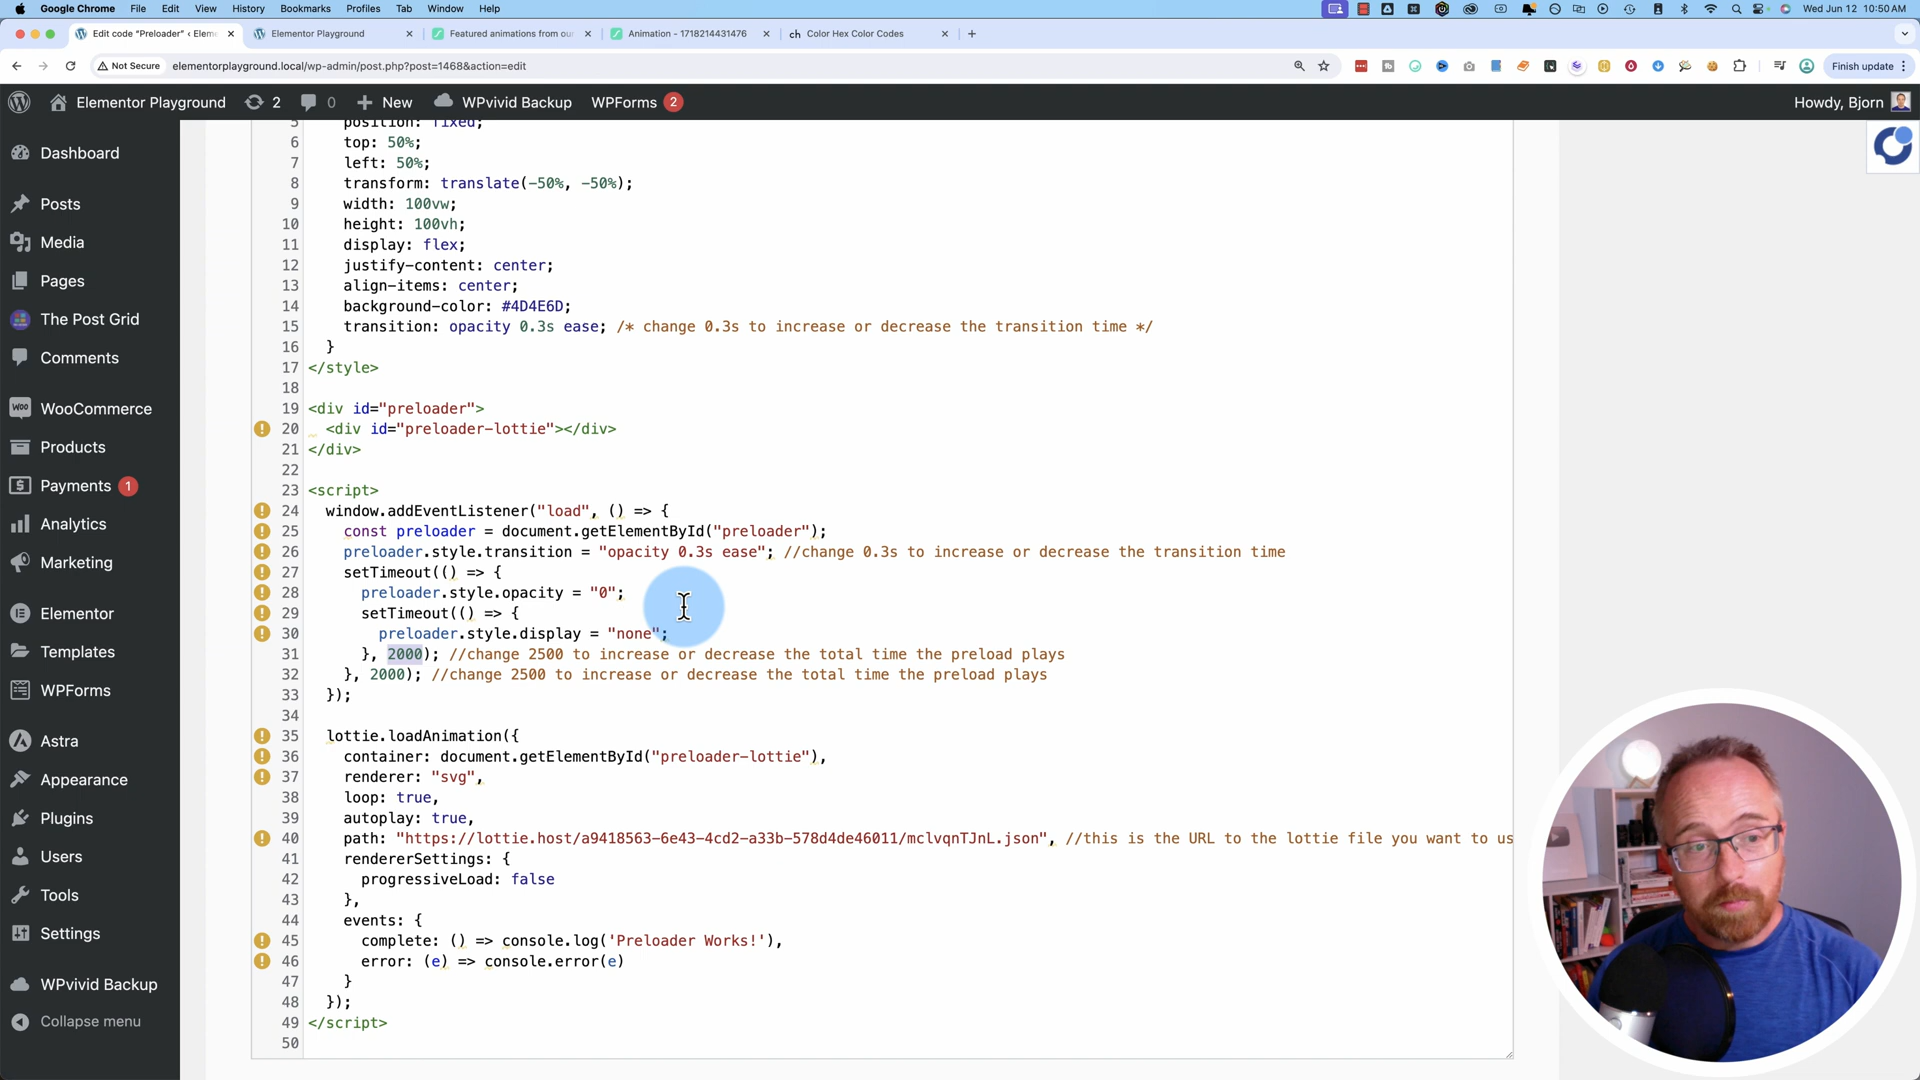 Google Chrome File Edit View History Bookmarks Profiles Tab Window Help Wed Jun 12 10:50 AM
Edit code “Preloader” ‹ Eleme Elementor Playground Featured animations from ou Animation - 1718214431476 ch Color Hex Color Codes
Not Secure elementorplayground.local/wp-admin/post.php?post=1468&action=edit Finish update
Elementor Playground 2 0 New WPvivid Backup WPForms 2 Howdy, Bjorn
Dashboard
Posts
Media
Pages
The Post Grid
Comments
WooCommerce
Products
Payments 1
Analytics
Marketing
Elementor
Templates
WPForms
Astra
Appearance
Plugins
Users
Tools
Settings
WPvivid Backup
Collapse menu
5 position: fixed;
6 top: 50%;
7 left: 50%;
8 transform: translate(-50%, -50%);
9 width: 100vw;
10 height: 100vh;
11 display: flex;
12 justify-content: center;
13 align-items: center;
14 background-color: #4D4E6D;
15 transition: opacity 0.3s ease; /* change 0.3s to increase or decrease the transition time */
16 }
17 </style>
18
19 <div id="preloader">
20 <div id="preloader-lottie"></div>
21 </div>
22
23 <script>
24 window.addEventListener("load", () => {
25 const preloader = document.getElementById("preloader");
26 preloader.style.transition = "opacity 0.3s ease"; //change 0.3s to increase or decrease the transition time
27 setTimeout(() => {
28 preloader.style.opacity = "0";
29 setTimeout(() => {
30 preloader.style.display = "none";
31 }, 2000); //change 2500 to increase or decrease the total time the preload plays
32 }, 2000); //change 2500 to increase or decrease the total time the preload plays
33 });
34
35 lottie.loadAnimation({
36 container: document.getElementById("preloader-lottie"),
37 renderer: "svg",
38 loop: true,
39 autoplay: true,
40 path: "https://lottie.host/a9418563-6e43-4cd2-a33b-578d4de46011/mclvqnTJnL.json", //this is the URL to the lottie file you want to us
41 rendererSettings: {
42 progressiveLoad: false
43 },
44 events: {
45 complete: () => console.log('Preloader Works!'),
46 error: (e) => console.error(e)
47 }
48 });
49 </script>
50